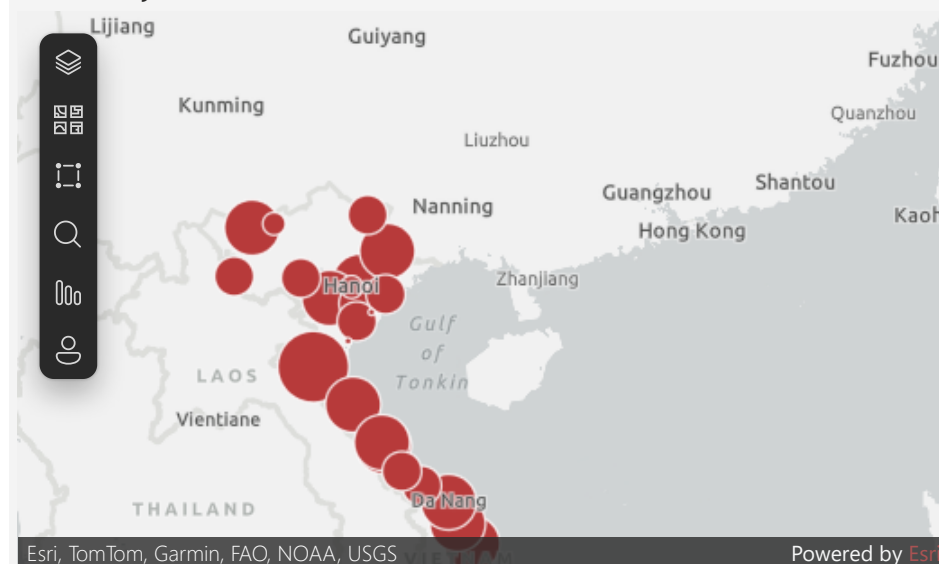 Lijiang
Guiyang
Fuzhou
Kunming
Quanzhou
Liuzhou
Shantou
Guangzhou
Nanning
Kaoh
Hong Kong
Zhanjiang
Hanoi
Gulf
of
Tonkin
LAOS
Vientiane
Da Nang
THAILAND
VIETNAM
Esri, TomTom, Garmin, FAO, NOAA, USGS
Powered by Esri